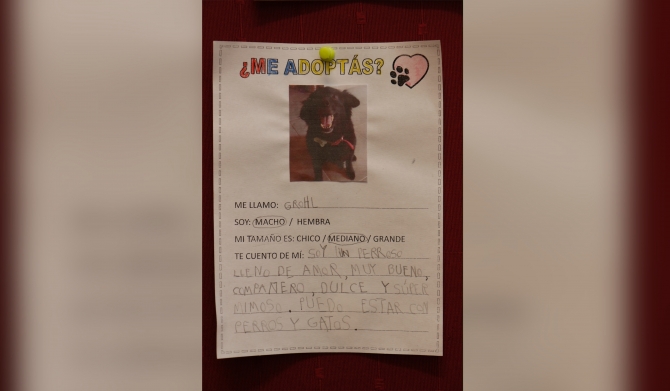 ¿ME ADOPTÁS?
ME LLAMO: GROHL
SOY: MACHO / HEMBRA
MI TAMAÑO ES: CHICO / MEDIANO / GRANDE
TE CUENTO DE MÍ: SOY UN PERROSO
LLENO DE AMOR, MUY BUENO,
COMPAÑERO, DULCE Y SÚPER
MIMOSO. PUEDO ESTAR CON
PERROS Y GATOS.